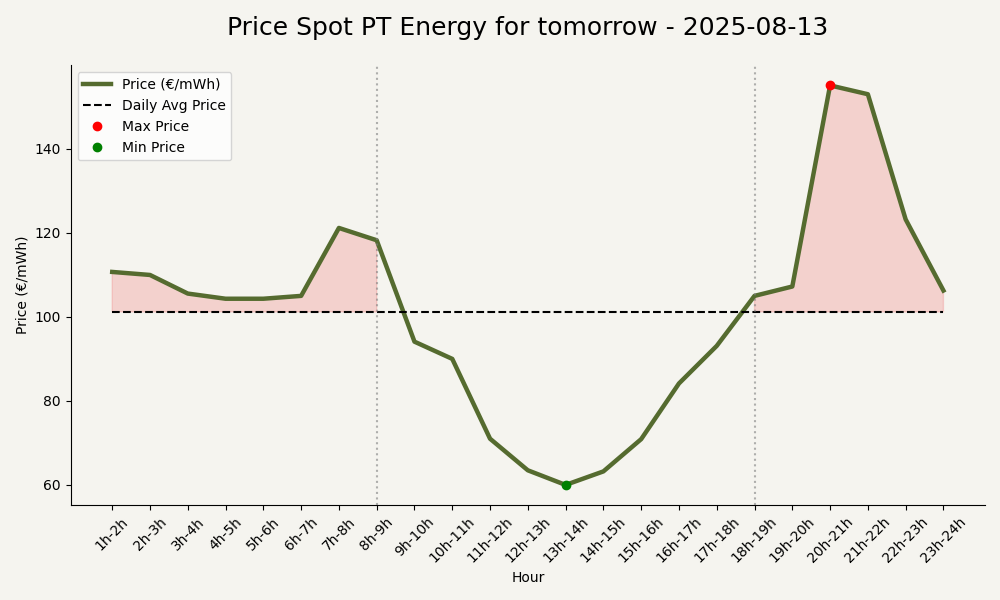 Price Spot PT Energy for tomorrow - 2025-08-13
Price (€/mWh)
Daily Avg Price
Max Price
Min Price
Price (€/mWh)
140
120
100
80
60
1h-2h
2h-3h
3h-4h
4h-5h
5h-6h
6h-7h
7h-8h
8h-9h
9h-10h
10h-11h
11h-12h
12h-13h
13h-14h
14h-15h
15h-16h
16h-17h
17h-18h
18h-19h
19h-20h
20h-21h
21h-22h
22h-23h
23h-24h
Hour